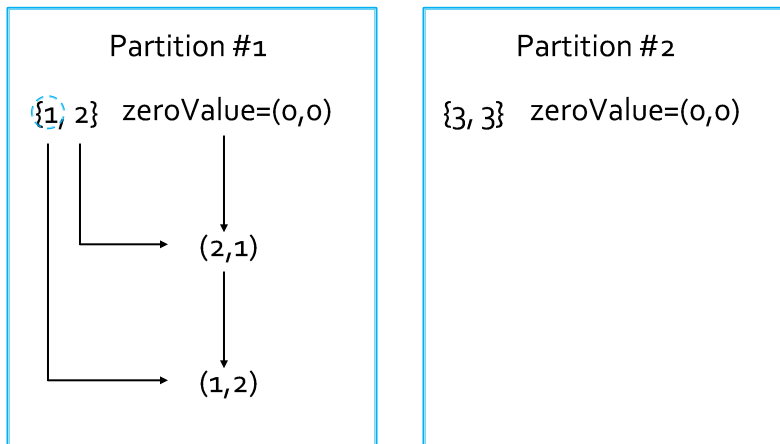 Partition #1
{1, 2} zeroValue=(0,0)
(2,1)
(1,2)
Partition #2
{3, 3} zeroValue=(0,0)